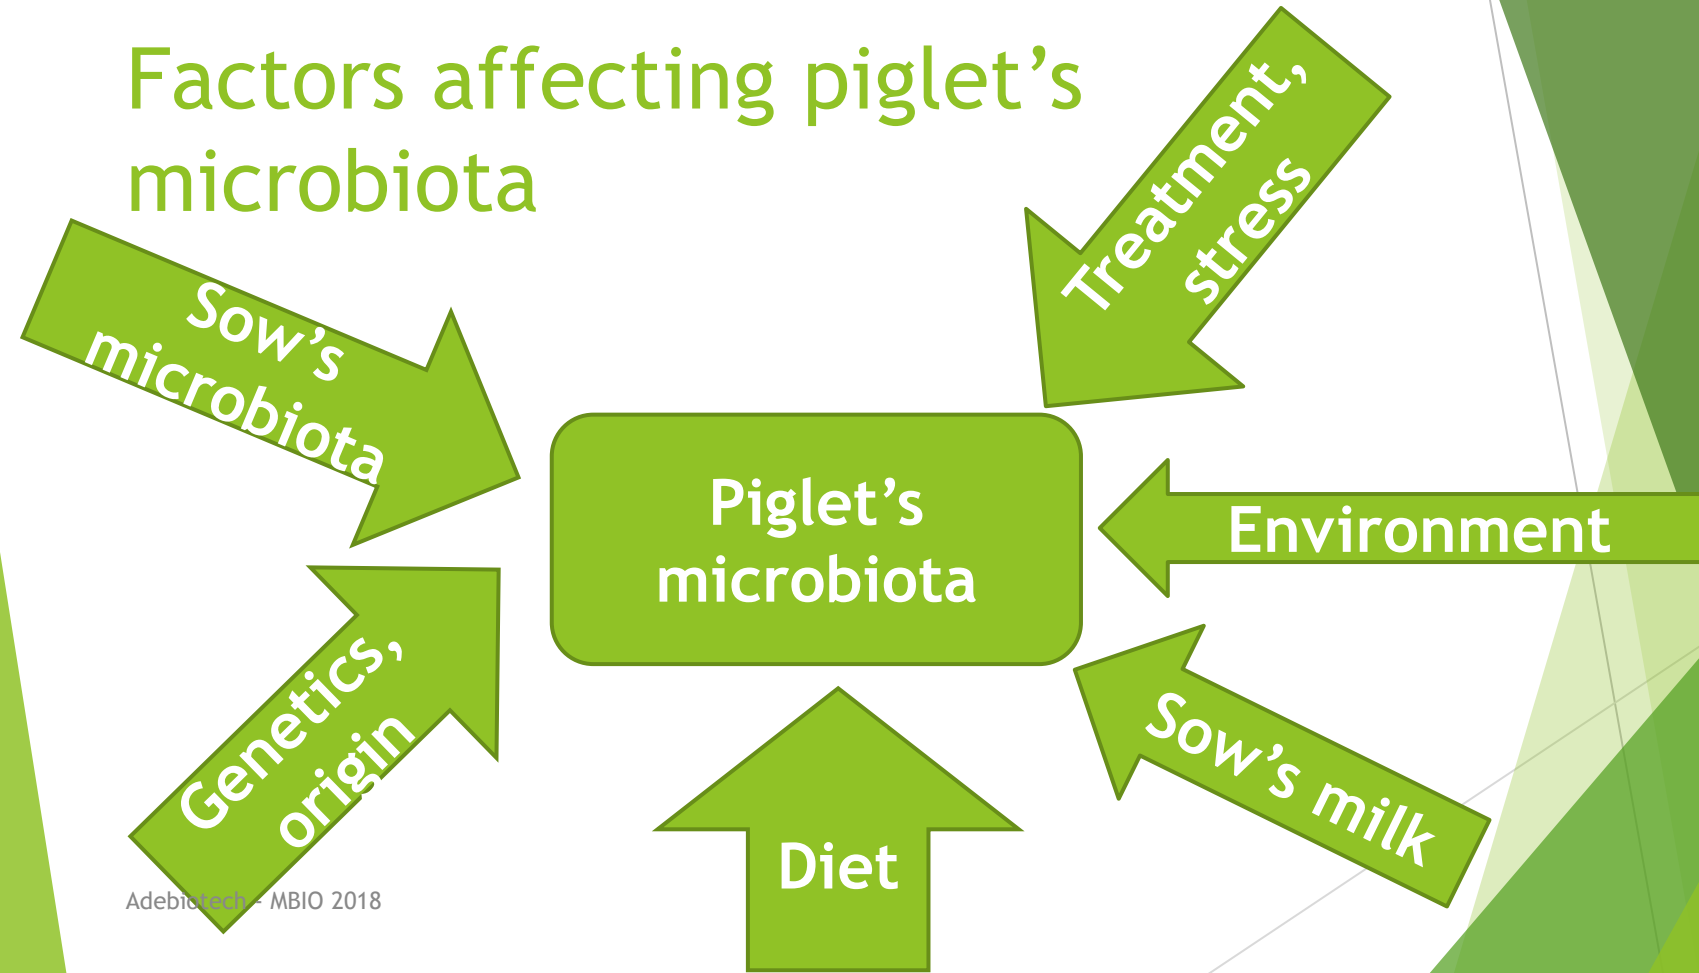 Factors affecting piglet’s
microbiota
Treatment,
stress
Sow’s
microbiota
Piglet’s
microbiota
Environment
Genetics,
origin
Sow’s milk
Diet
Adebiotech – MBIO 2018